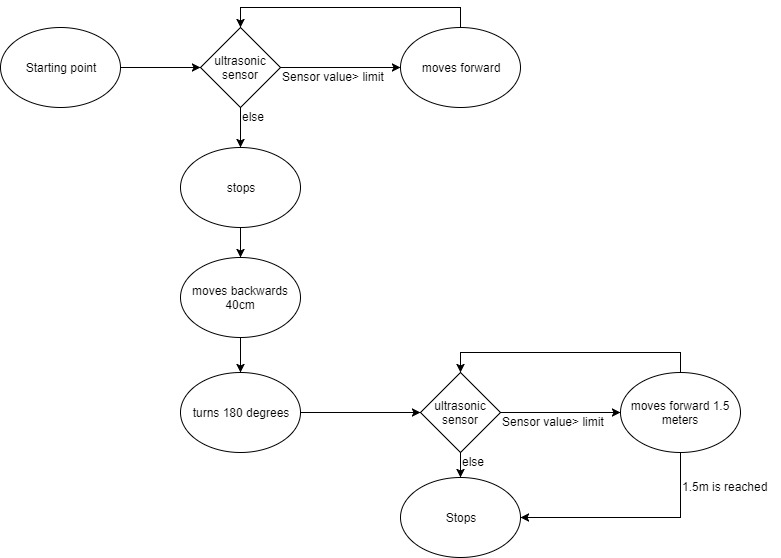 Starting point
ultrasonic
sensor
Sensor value> limit
moves forward
else
stops
moves backwards
40cm
turns 180 degrees
ultrasonic
sensor
Sensor value> limit
moves forward 1.5
meters
else
1.5m is reached
Stops